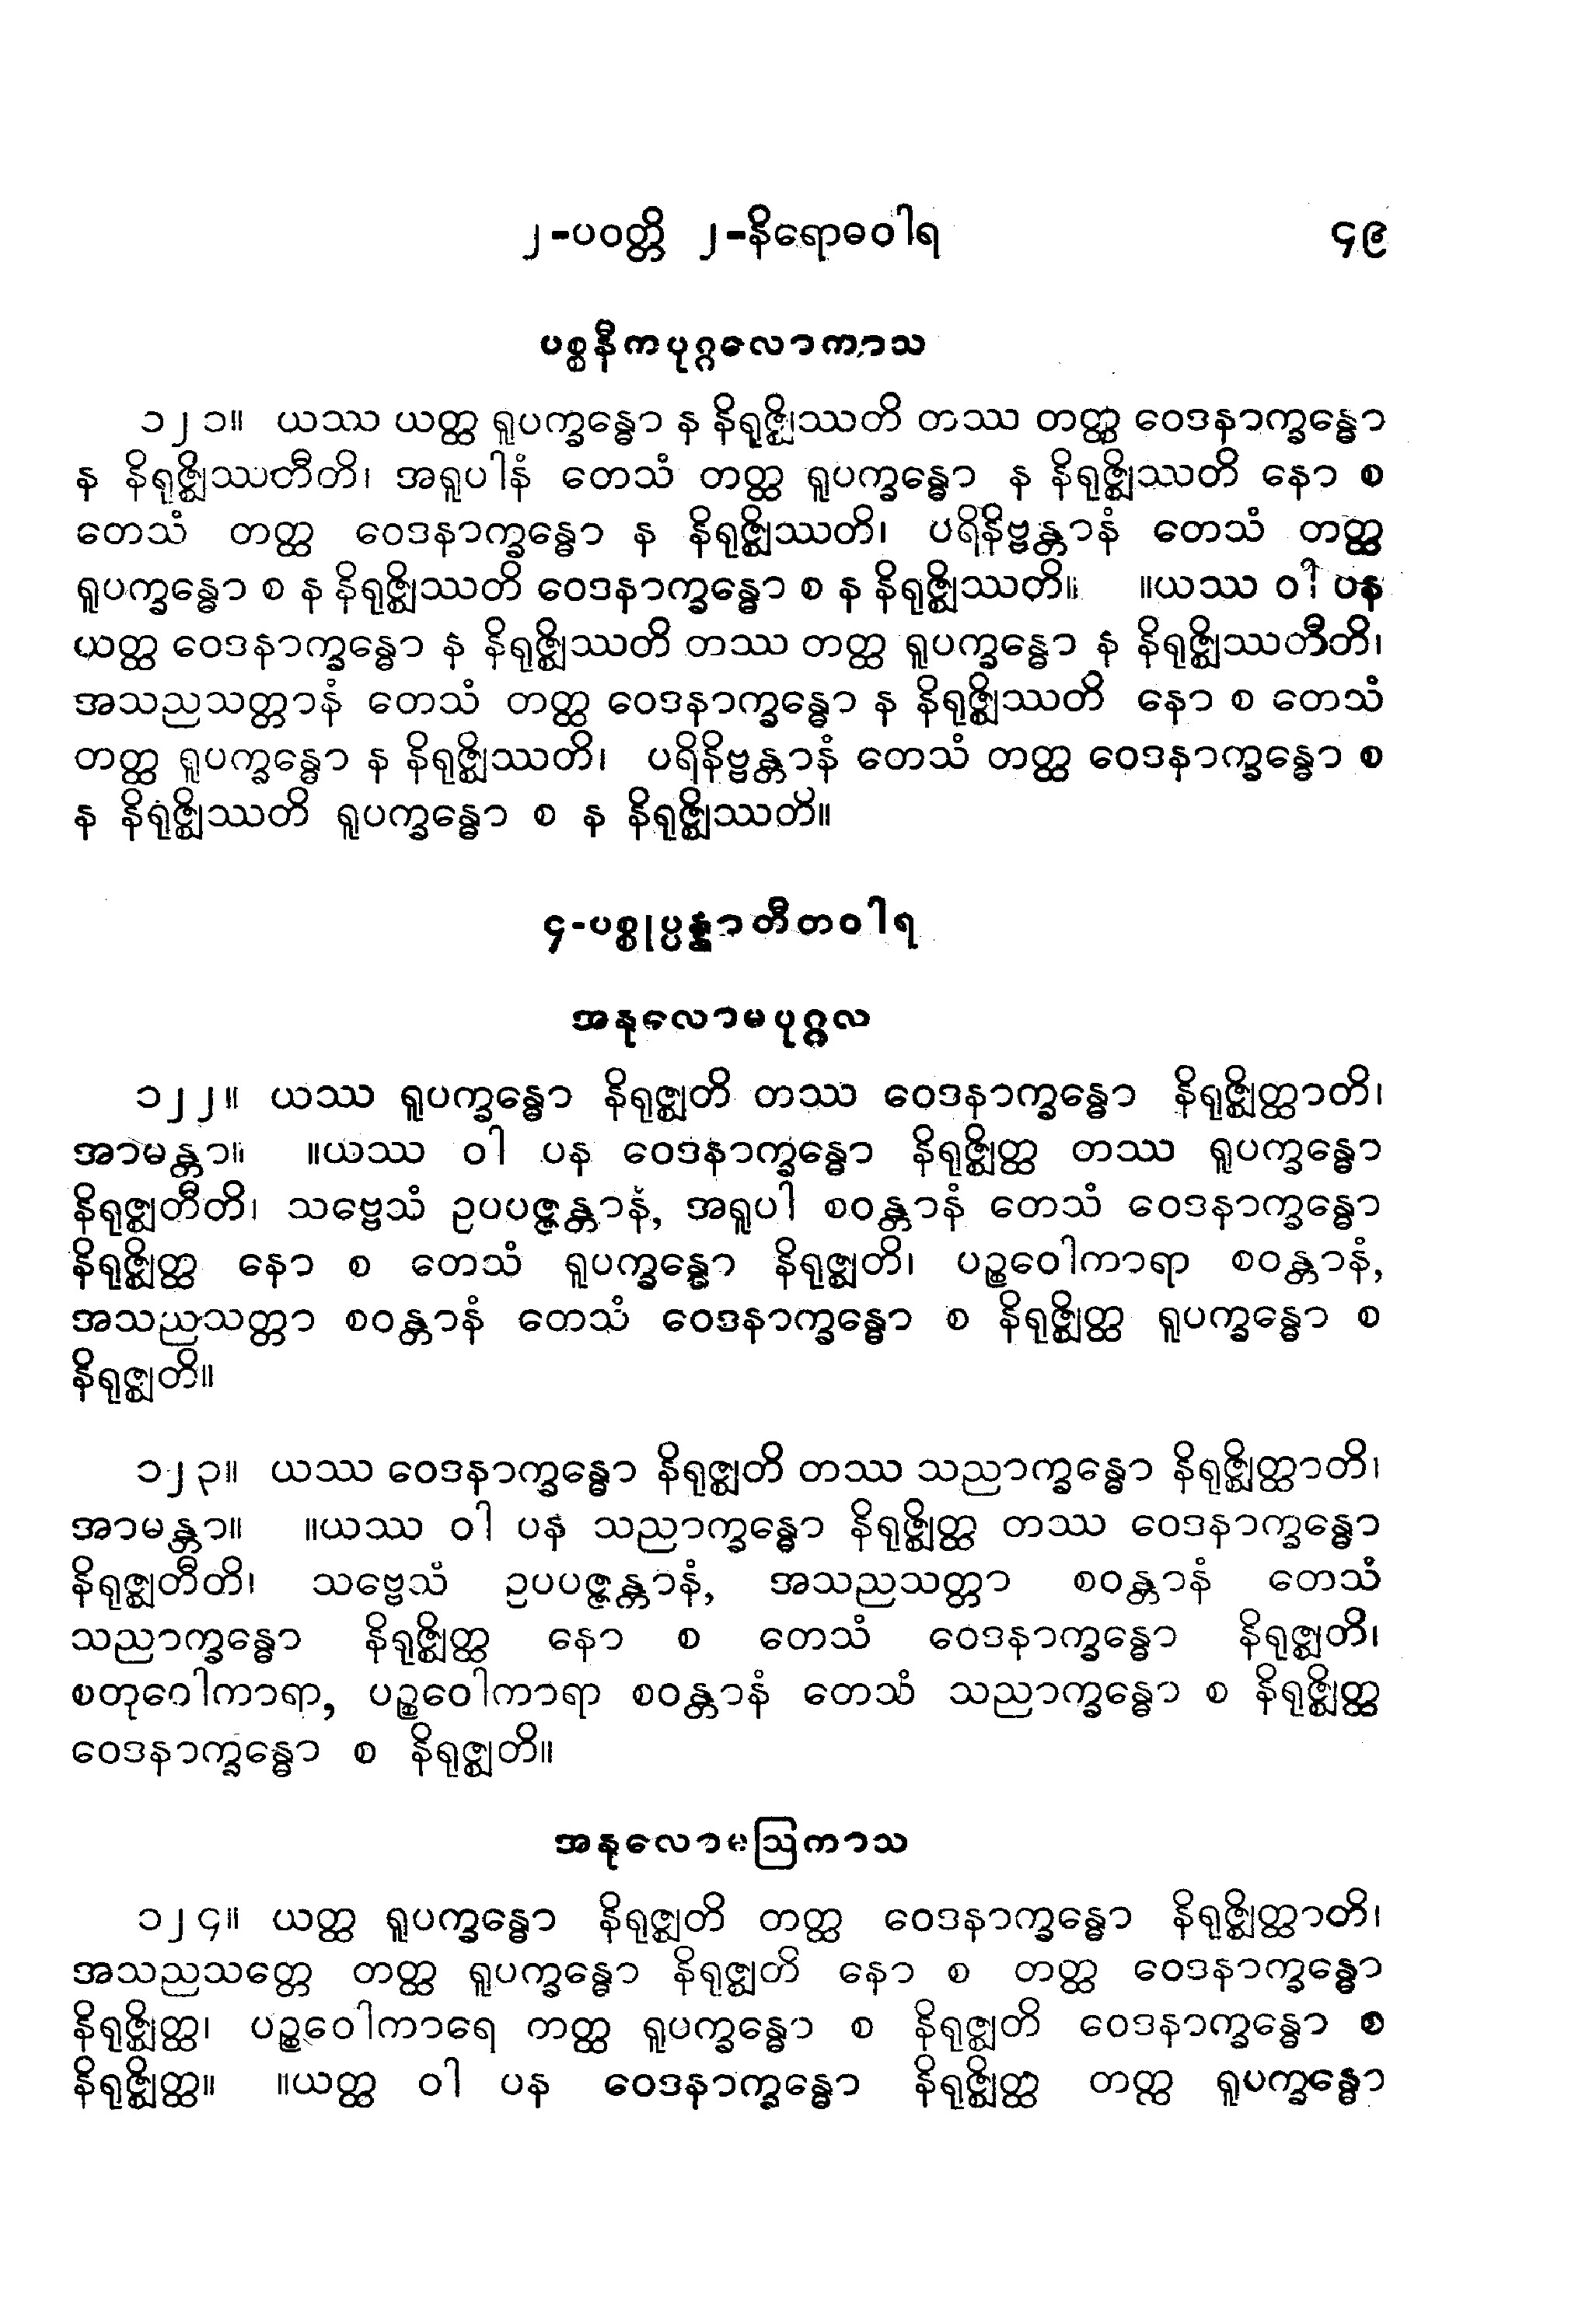 ၂-ပဝတ္တိ ၂-နိရောဓဝါရ ၄၉
ပစ္စနီကပုဂ္ဂလောကာသ
၁၂၁။ ယဿ ယတ္ထ ရူပက္ခန္ဓော န နိရုဇ္ဈိဿတိ တဿ တတ္ထ ဝေဒနာက္ခန္ဓော
န နိရုဇ္ဈိဿတီတိ၊ အရူပါနံ တေသံ တတ္ထ ရူပက္ခန္ဓော န နိရုဇ္ဈိဿတိ နော စ
တေသံ တတ္ထ ဝေဒနာက္ခန္ဓော န နိရုဇ္ဈိဿတိ၊ ပရိနိဗ္ဗန္တာနံ တေသံ တတ္ထ
ရူပက္ခန္ဓော စ န နိရုဇ္ဈိဿတိ ဝေဒနာက္ခန္ဓော စ န နိရုဇ္ဈိဿတိ။ ။ယဿ ဝါ ပန
ယတ္ထ ဝေဒနာက္ခန္ဓော န နိရုဇ္ဈိဿတိ တဿ တတ္ထ ရူပက္ခန္ဓော န နိရုဇ္ဈိဿတီတိ၊
အသညသတ္တာနံ တေသံ တတ္ထ ဝေဒနာက္ခန္ဓော န နိရုဇ္ဈိဿတိ နော စ တေသံ
တတ္ထ ရူပက္ခန္ဓော န နိရုဇ္ဈိဿတိ၊ ပရိနိဗ္ဗန္တာနံ တေသံ တတ္ထ ဝေဒနာက္ခန္ဓော စ
န နိရုဇ္ဈိဿတိ ရူပက္ခန္ဓော စ န နိရုဇ္ဈိဿတိ။
၄-ပစ္စုပ္ပန္နာတီတဝါရ
အနုလောမပုဂ္ဂလ
၁၂၂။ ယဿ ရူပက္ခန္ဓော နိရုဇ္ဈတိ တဿ ဝေဒနာက္ခန္ဓော နိရုဇ္ဈိတ္ထာတိ၊
အာမန္တာ။ ။ယဿ ဝါ ပန ဝေဒနာက္ခန္ဓော နိရုဇ္ဈိတ္ထ တဿ ရူပက္ခန္ဓော
နိရုဇ္ဈတီတိ၊ သဗ္ဗေသံ ဥပပဇ္ဇန္တာနံ, အရူပါ စဝန္တာနံ တေသံ ဝေဒနာက္ခန္ဓော
နိရုဇ္ဈိတ္ထ နော စ တေသံ ရူပက္ခန္ဓော နိရုဇ္ဈတိ၊ ပဉ္စဝေါကာရာ စဝန္တာနံ,
အသညသတ္တာ စဝန္တာနံ တေသံ ဝေဒနာက္ခန္ဓော စ နိရုဇ္ဈိတ္ထ ရူပက္ခန္ဓော စ
နိရုဇ္ဈတိ။
၁၂၃။ ယဿ ဝေဒနာက္ခန္ဓော နိရုဇ္ဈတိ တဿ သညာက္ခန္ဓော နိရုဇ္ဈိတ္ထာတိ၊
အာမန္တာ။ ။ယဿ ဝါ ပန သညာက္ခန္ဓော နိရုဇ္ဈိတ္ထ တဿ ဝေဒနာက္ခန္ဓော
နိရုဇ္ဈတီတိ၊ သဗ္ဗေသံ ဥပပဇ္ဇန္တာနံ, အသညသတ္တာ စဝန္တာနံ တေသံ
သညာက္ခန္ဓော နိရုဇ္ဈိတ္ထ နော စ တေသံ ဝေဒနာက္ခန္ဓော နိရုဇ္ဈတိ၊
စတုဝေါကာရာ, ပဉ္စဝေါကာရာ စဝန္တာနံ တေသံ သညာက္ခန္ဓော စ နိရုဇ္ဈိတ္ထ
ဝေဒနာက္ခန္ဓော စ နိရုဇ္ဈတိ။
အနုလောမဩကာသ
၁၂၄။ ယတ္ထ ရူပက္ခန္ဓော နိရုဇ္ဈတိ တတ္ထ ဝေဒနာက္ခန္ဓော နိရုဇ္ဈိတ္ထာတိ၊
အသညသတ္တေ တတ္ထ ရူပက္ခန္ဓော နိရုဇ္ဈတိ နော စ တတ္ထ ဝေဒနာက္ခန္ဓော
နိရုဇ္ဈိတ္ထ၊ ပဉ္စဝေါကာရေ တတ္ထ ရူပက္ခန္ဓော စ နိရုဇ္ဈတိ ဝေဒနာက္ခန္ဓော စ
နိရုဇ္ဈိတ္ထ။ ။ယတ္ထ ဝါ ပန ဝေဒနာက္ခန္ဓော နိရုဇ္ဈိတ္ထ တတ္ထ ရူပက္ခန္ဓော